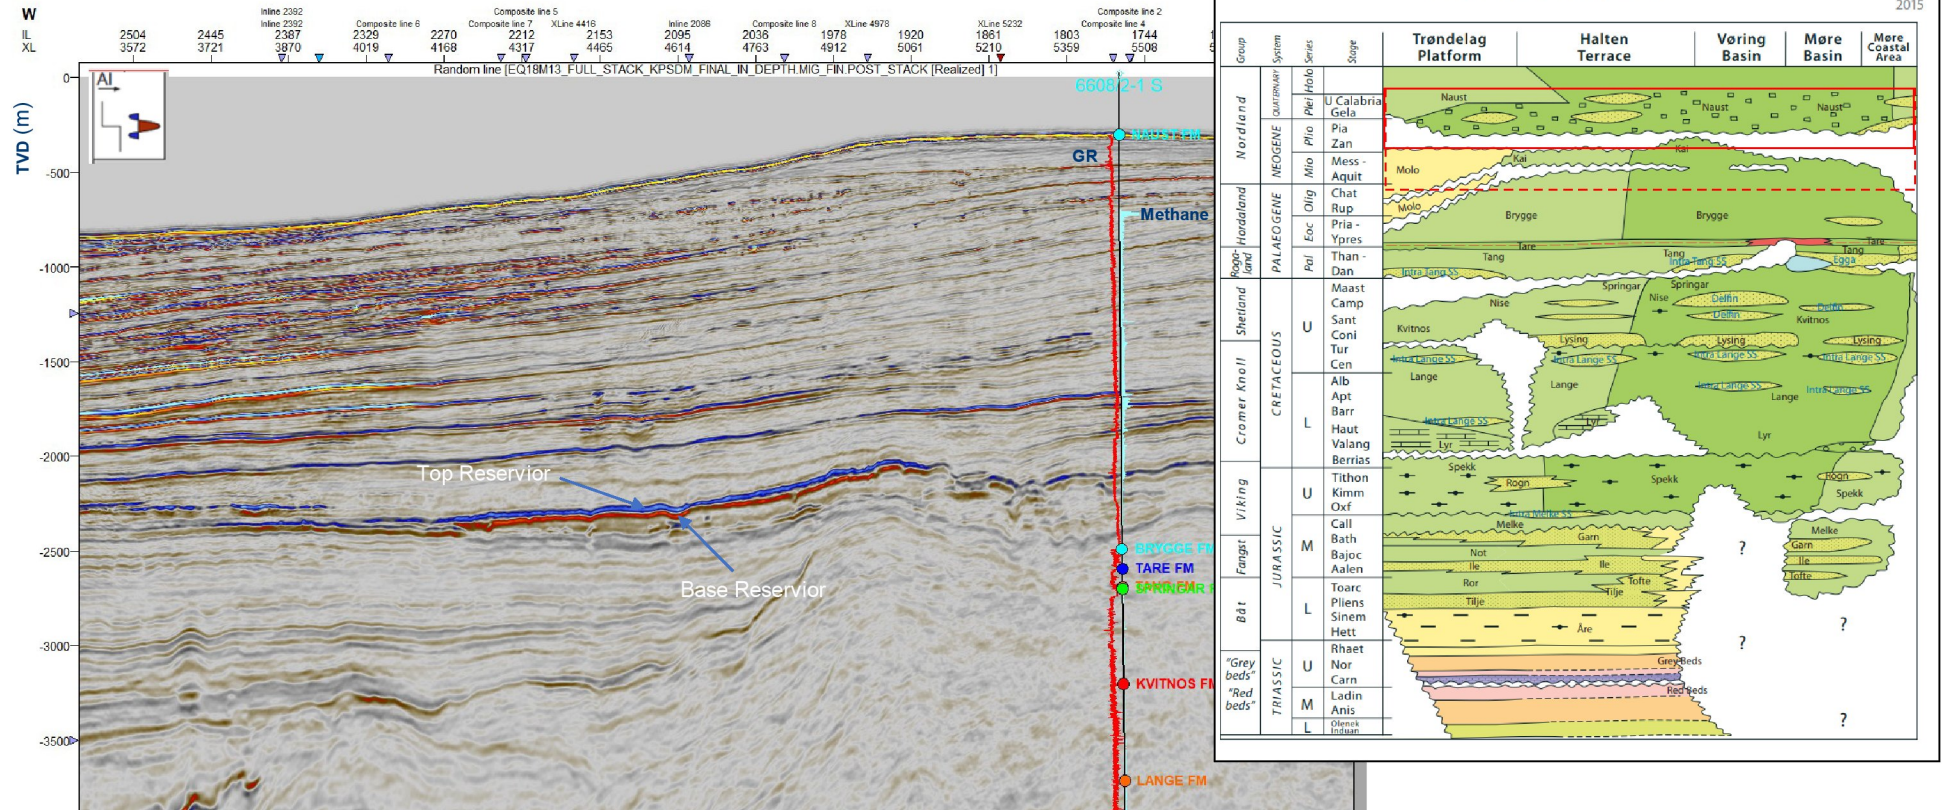 W
IL
XL
Inline 2392
Inline 2392
Composite line 6
Composite line 5
Composite line 7
XLine 4416
Inline 2086
Composite line 8
XLine 4978
XLine 5232
Composite line 2
Composite line 4
2504 2445 2387 2329 2270 2212 2153 2095 2036 1978 1920 1861 1803 1744
3572 3721 3870 4019 4168 4317 4465 4614 4763 4912 5061 5210 5359 5508 5
Random line [EQ18M13_FULL_STACK_KPSDM_FINAL_IN_DEPTH.MIG_FIN.POST_STACK [Realized] 1]
TVD (m)
0
-500
-1000
-1500
-2000
-2500
-3000
-3500
AI
6608/2-1 S
NAUST FM
GR
Methane
Top Reservior
Base Reservior
BRYGGE FM
TARE FM
TANG FM
SPRINGAR F
KVITNOS FM
LANGE FM
2015
Group
System
Series
Stage
Trøndelag
Platform
Halten
Terrace
Vøring
Basin
Møre
Basin
Møre
Coastal
Area
Nordland
Hordaland
Roga-
land
Shetland
Cromer Knoll
Viking
Fangst
Båt
"Grey
beds"
"Red
beds"
QUATERNARY
NEOGENE
PALAEOGENE
CRETACEOUS
JURASSIC
TRIASSIC
Holo
Plei
Plio
Mio
Olig
Eoc
Pal
U
L
U
M
L
U
M
L
U Calabria
Gela
Pia
Zan
Mess -
Aquit
Chat
Rup
Pria -
Ypres
Than -
Dan
Maast
Camp
Sant
Coni
Tur
Cen
Alb
Apt
Barr
Haut
Valang
Berrias
Tithon
Kimm
Oxf
Call
Bath
Bajoc
Aalen
Toarc
Pliens
Sinem
Hett
Rhaet
Nor
Carn
Ladin
Anis
Olenek
Induan
Naust
Naust
Naust
Kai
Kai
Molo
Molo
Brygge
Brygge
Tare
Tare
Tang
Tang
Tang
Intra Tang SS
Intra Tang SS
Egga
Springar
Springar
Nise
Nise
Delfin
Delfin
Delfin
Kvitnos
Kvitnos
Lysing
Lysing
Lysing
Intra Lange SS
Intra Lange SS
Intra Lange SS
Intra Lange SS
Lange
Lange
Intra Lange SS
Intra Lange SS
Lange
Intra Lange SS
Lyr
Lyr
Lyr
Spekk
Spekk
Spekk
Spekk
Rogn
Rogn
Intra Melke SS
Melke
Melke
Garn
Garn
Not
Ile
Ile
Ile
Ror
Tofte
Tofte
Tilje
Tilje
Åre
Grey Beds
Red Beds
?
?
?
?